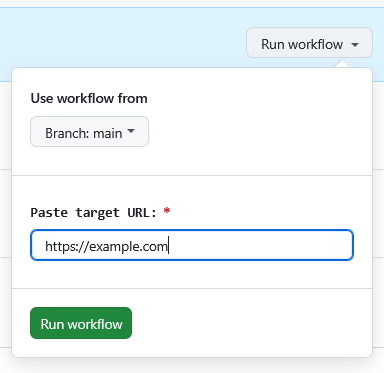 Run workflow
Use workflow from
Branch: main
Paste target URL: *
https://example.com
Run workflow